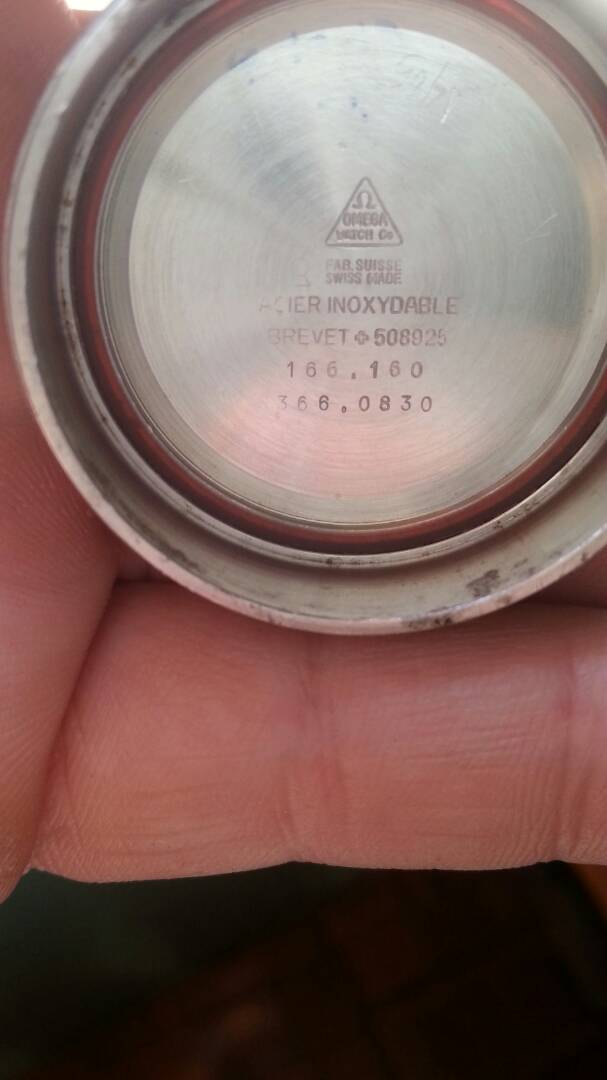 Ω
OMEGA
WATCH Co
FAB. SUISSE
SWISS MADE
ACIER INOXYDABLE
BREVET ✚ 508925
166.160
366.0830